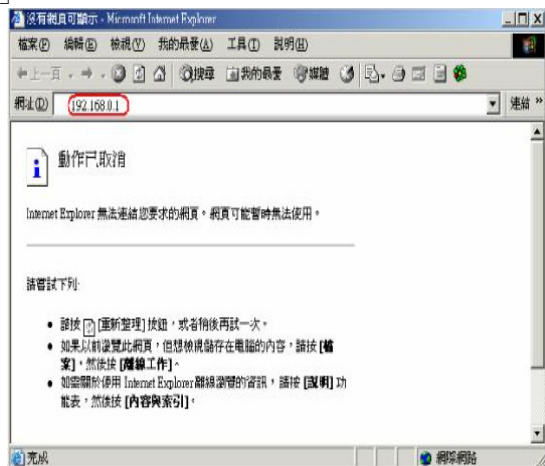 沒有網頁可顯示 - Microsoft Internet Explorer
檔案(F) 編輯(E) 檢視(V) 我的最愛(A) 工具(T) 說明(H)
上一頁 搜尋 我的最愛 媒體
網址(D) 192.168.0.1 連結 »
動作已取消
Internet Explorer 無法連結您要求的網頁。網頁可能暫時無法使用。
請嘗試下列:
請按 [重新整理] 按鈕,或者稍後再試一次。
如果以前瀏覽此網頁,但想檢視儲存在電腦的內容,請按 [檔
案],然後按 [離線工作]。
如需關於使用 Internet Explorer 離線瀏覽的資訊,請按 [說明] 功
能表,然後按 [內容與索引]。
完成 網際網路